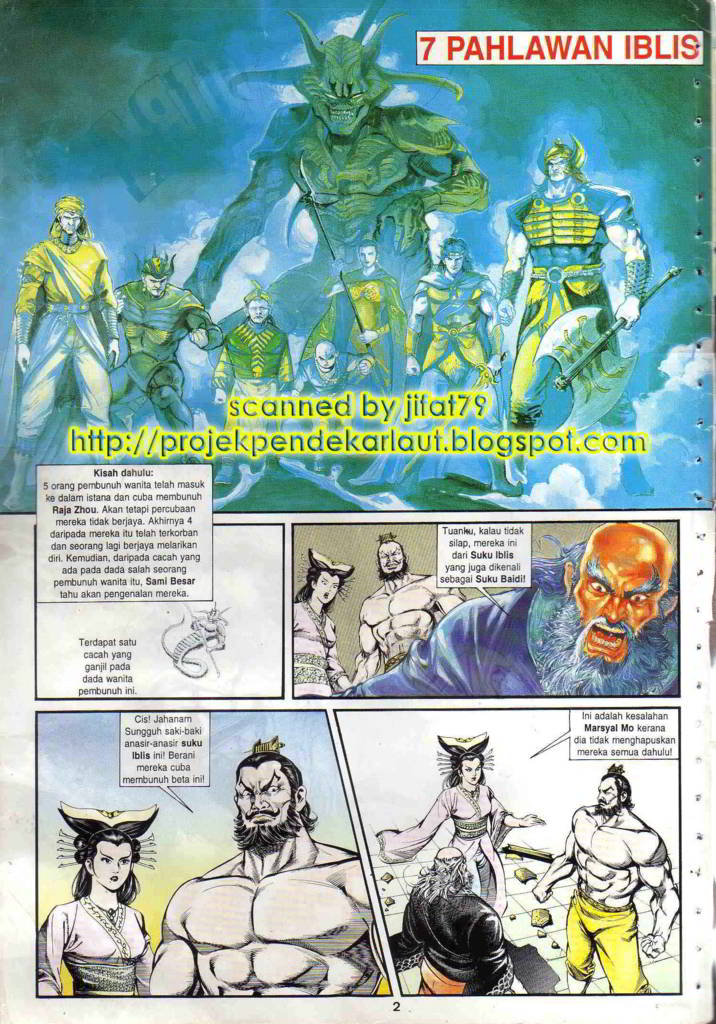 7 PAHLAWAN IBLIS
scanned by jifat79
http://projekpendekarlaut.blogspot.com
Kisah dahulu:
5 orang pembunuh wanita telah masuk
ke dalam istana dan cuba membunuh
Raja Zhou. Akan tetapi percubaan
mereka tidak berjaya. Akhirnya 4
daripada mereka itu telah terkorban
dan seorang lagi berjaya melarikan
diri. Kemudian, daripada cacah yang
ada pada dada salah seorang
pembunuh wanita itu, Sami Besar
tahu akan pengenalan mereka.
Terdapat satu
cacah yang
ganjil pada
dada wanita
pembunuh ini.
Tuanku, kalau tidak
silap, mereka ini
dari Suku Iblis
yang juga dikenali
sebagai Suku Baidi!
Cis! Jahanam
Sungguh saki-baki
anasir-anasir suku
Iblis ini! Berani
mereka cuba
membunuh beta ini!
Ini adalah kesalahan
Marsyal Mo kerana
dia tidak menghapuskan
mereka semua dahulu!
2